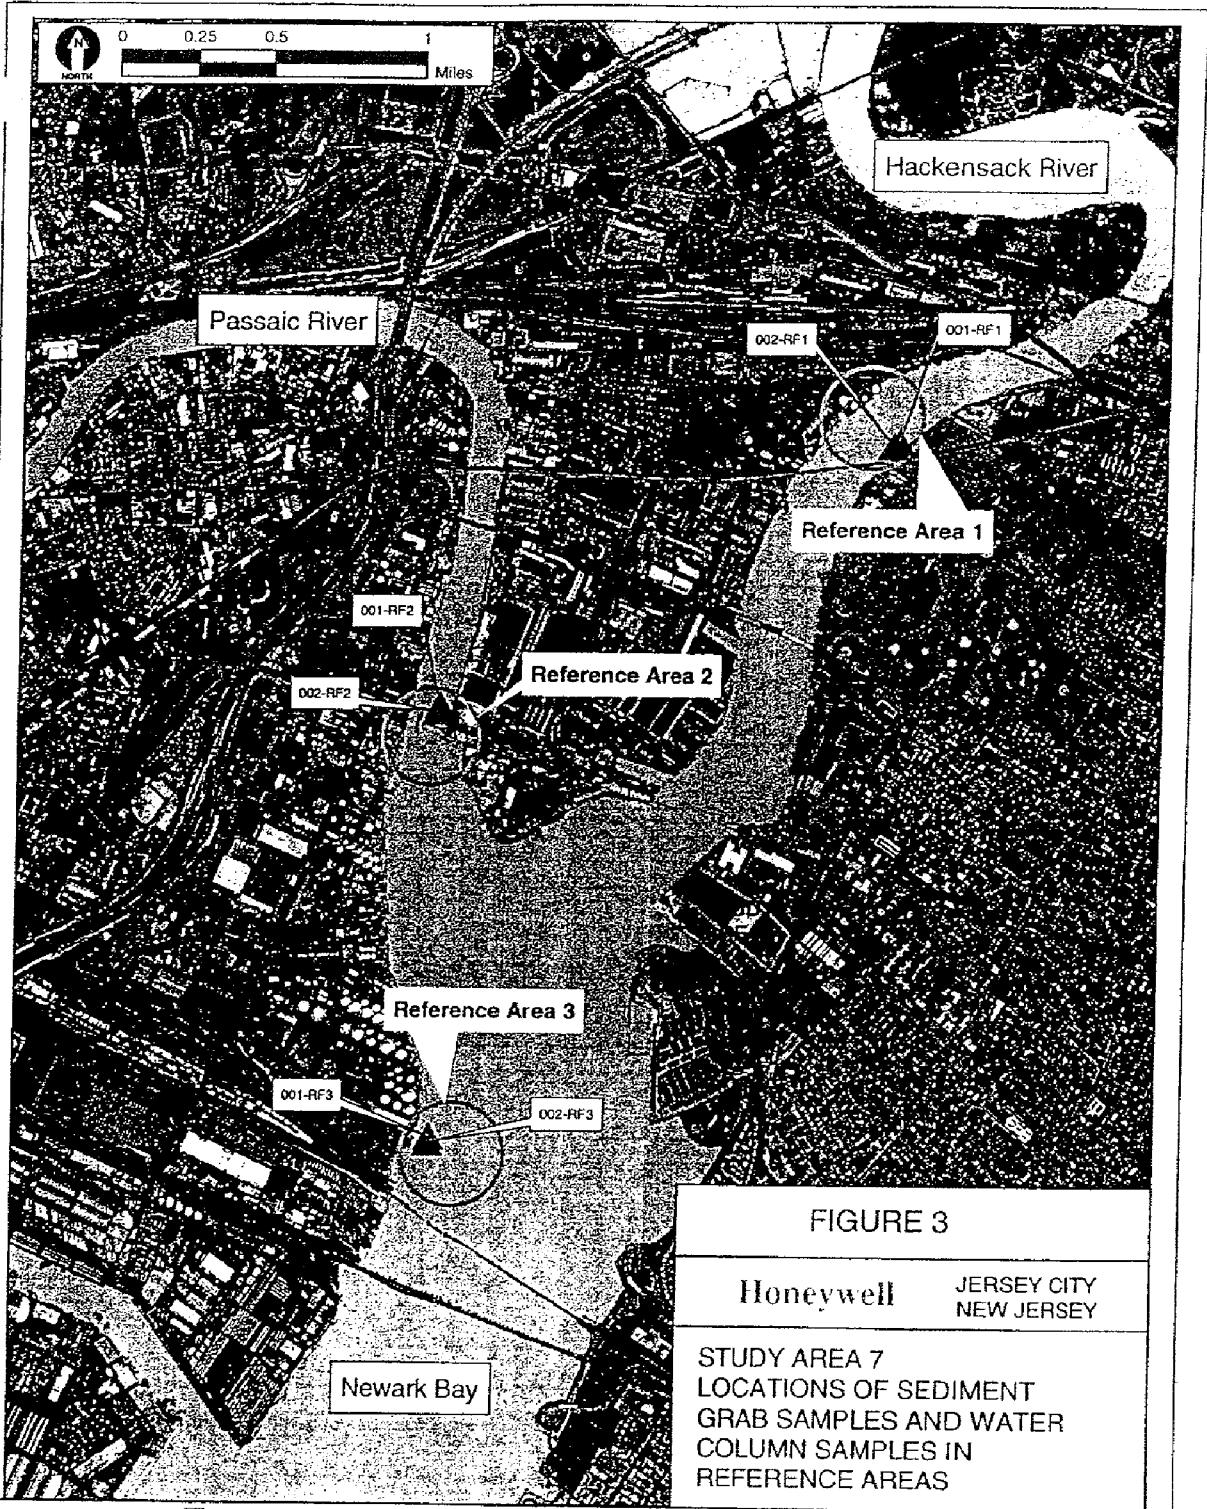 0 0.25 0.5 1
N
NORTH
Miles
Hackensack River
Passaic River
002-RF1
001-RF1
Reference Area 1
001-RF2
Reference Area 2
002-RF2
Reference Area 3
001-RF3
002-RF3
FIGURE 3
Honeywell
JERSEY CITY
NEW JERSEY
Newark Bay
STUDY AREA 7
LOCATIONS OF SEDIMENT
GRAB SAMPLES AND WATER
COLUMN SAMPLES IN
REFERENCE AREAS